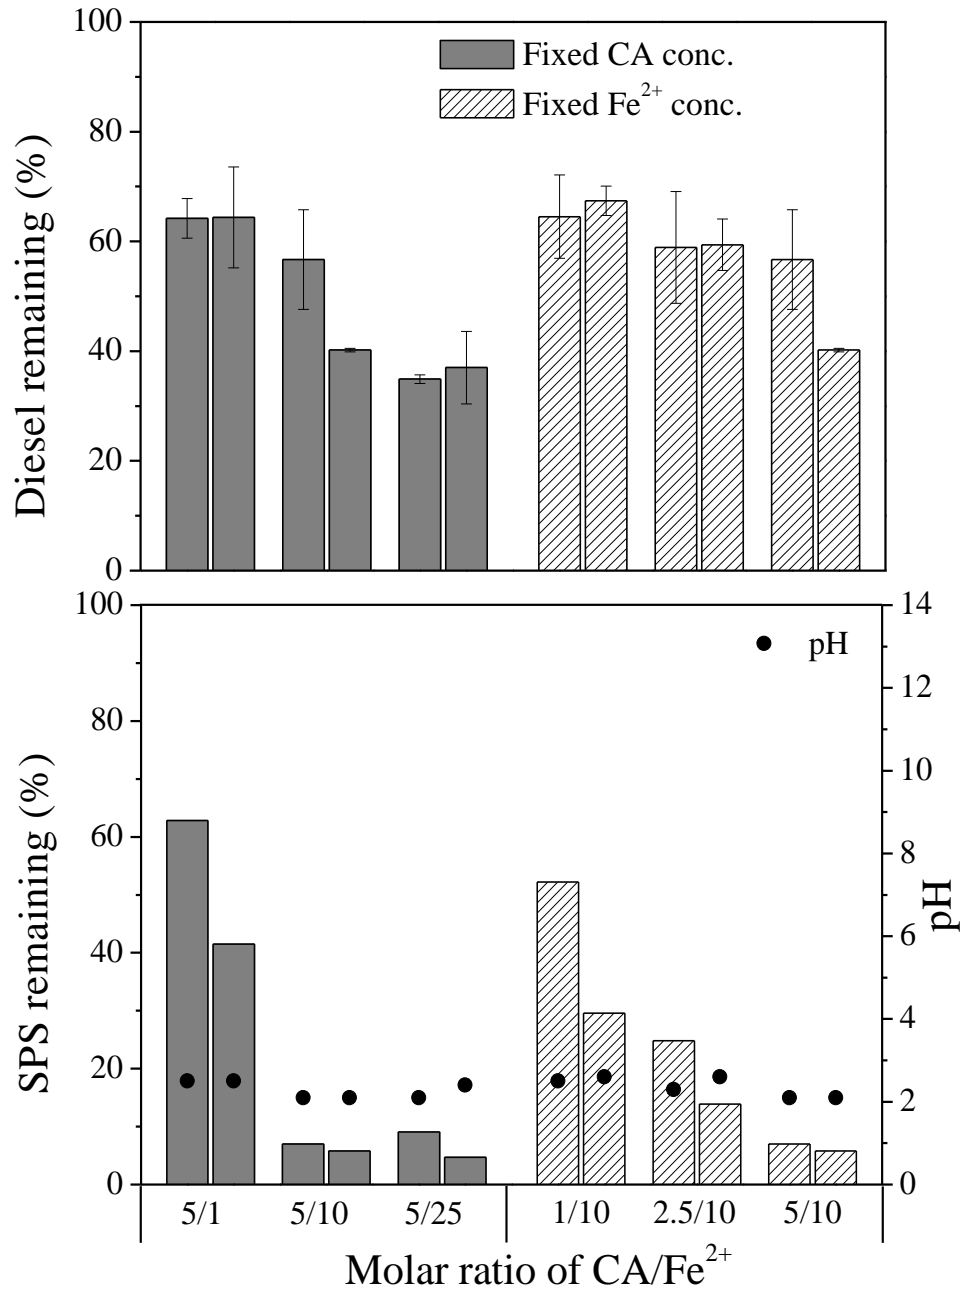 100
80
60
40
20
0
Diesel remaining (%)
Fixed CA conc.
Fixed Fe²⁺ conc.
100
80
60
40
20
0
SPS remaining (%)
pH
14
12
10
8
6
4
2
0
pH
5/1 5/10 5/25 1/10 2.5/10 5/10
Molar ratio of CA/Fe²⁺